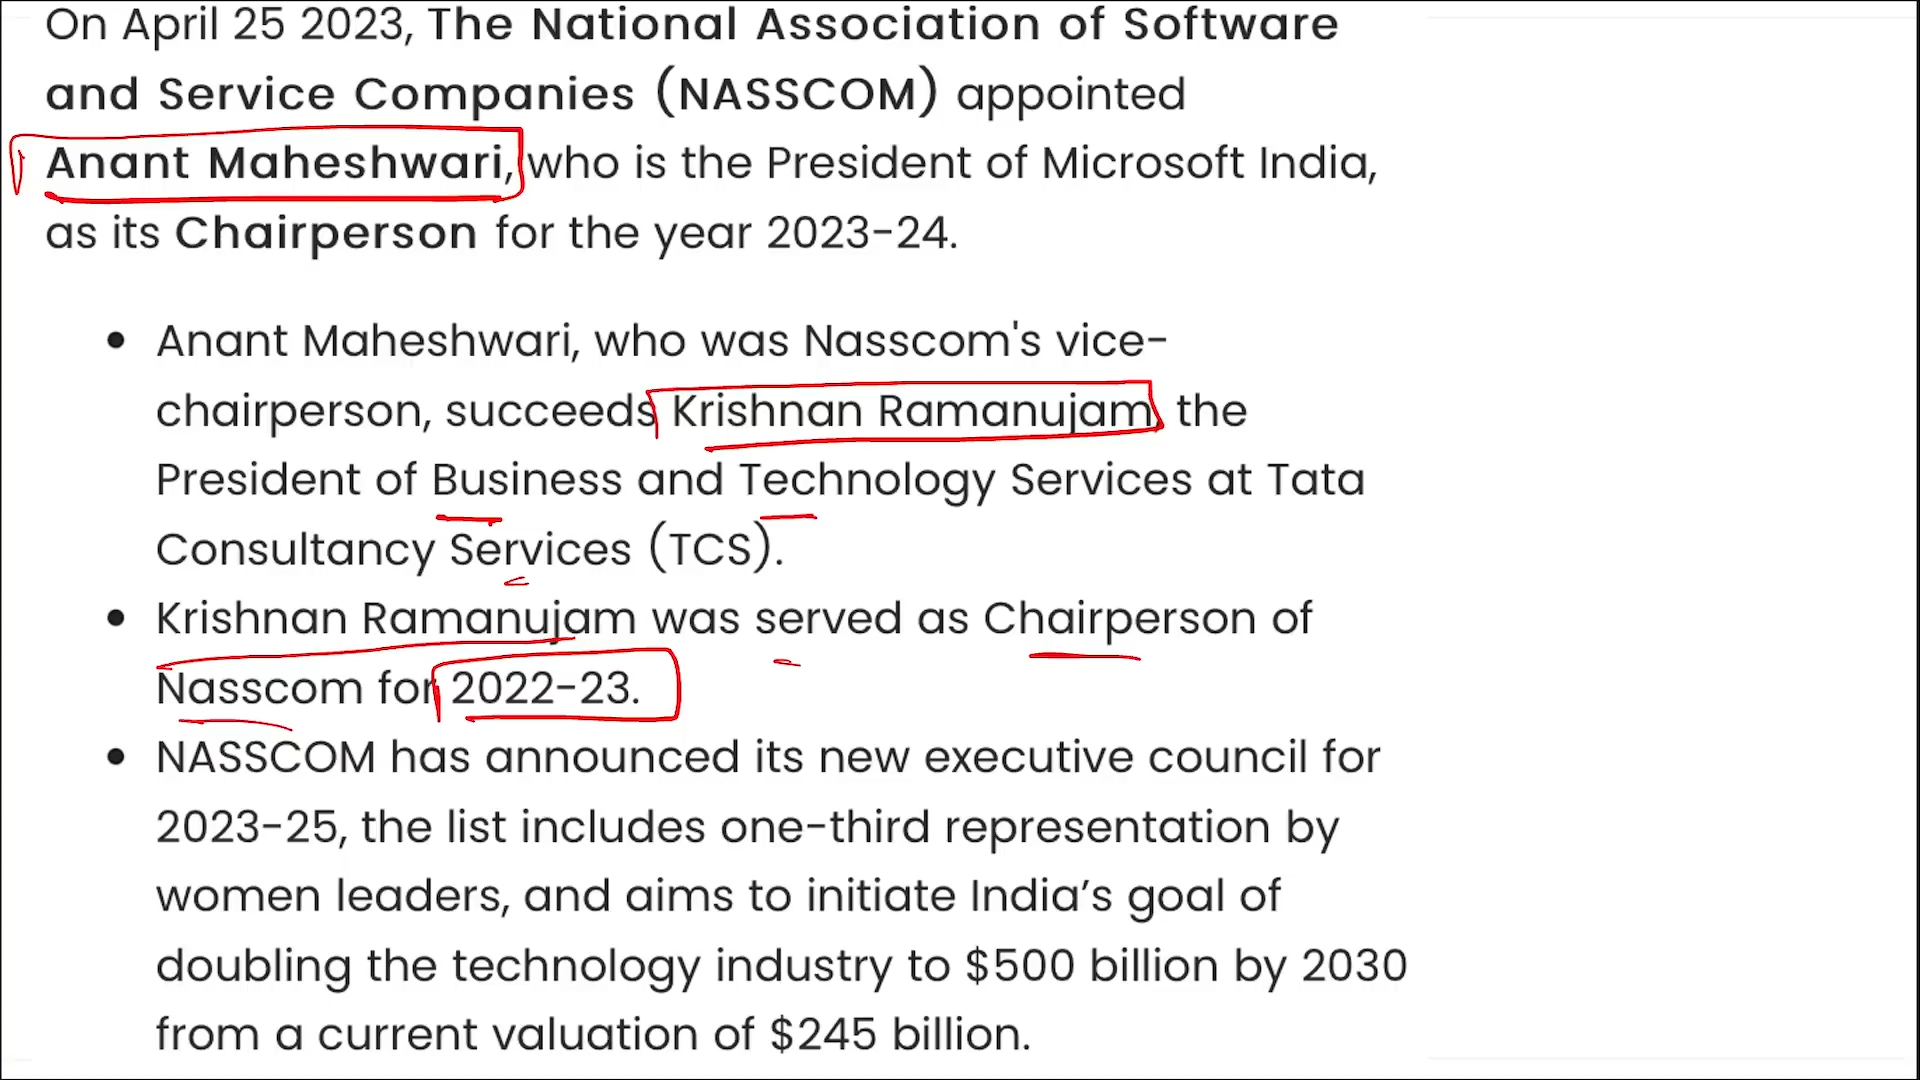 On April 25 2023, The National Association of Software
and Service Companies (NASSCOM) appointed
Anant Maheshwari, who is the President of Microsoft India,
as its Chairperson for the year 2023-24.
• Anant Maheshwari, who was Nasscom's vice-
chairperson, succeeds Krishnan Ramanujam, the
President of Business and Technology Services at Tata
Consultancy Services (TCS).
• Krishnan Ramanujam was served as Chairperson of
Nasscom for 2022-23.
• NASSCOM has announced its new executive council for
2023-25, the list includes one-third representation by
women leaders, and aims to initiate India’s goal of
doubling the technology industry to $500 billion by 2030
from a current valuation of $245 billion.